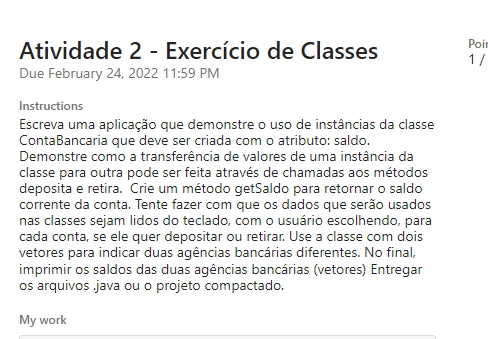 Atividade 2 - Exercício de Classes
Due February 24, 2022 11:59 PM
1 /
Instructions
Escreva uma aplicação que demonstre o uso de instâncias da classe
ContaBancaria que deve ser criada com o atributo: saldo.
Demonstre como a transferência de valores de uma instância da
classe para outra pode ser feita através de chamadas aos métodos
deposita e retira.  Crie um método getSaldo para retornar o saldo
corrente da conta. Tente fazer com que os dados que serão usados
nas classes sejam lidos do teclado, com o usuário escolhendo, para
cada conta, se ele quer depositar ou retirar. Use a classe com dois
vetores para indicar duas agências bancárias diferentes. No final,
imprimir os saldos das duas agências bancárias (vetores) Entregar
os arquivos .java ou o projeto compactado.
My work